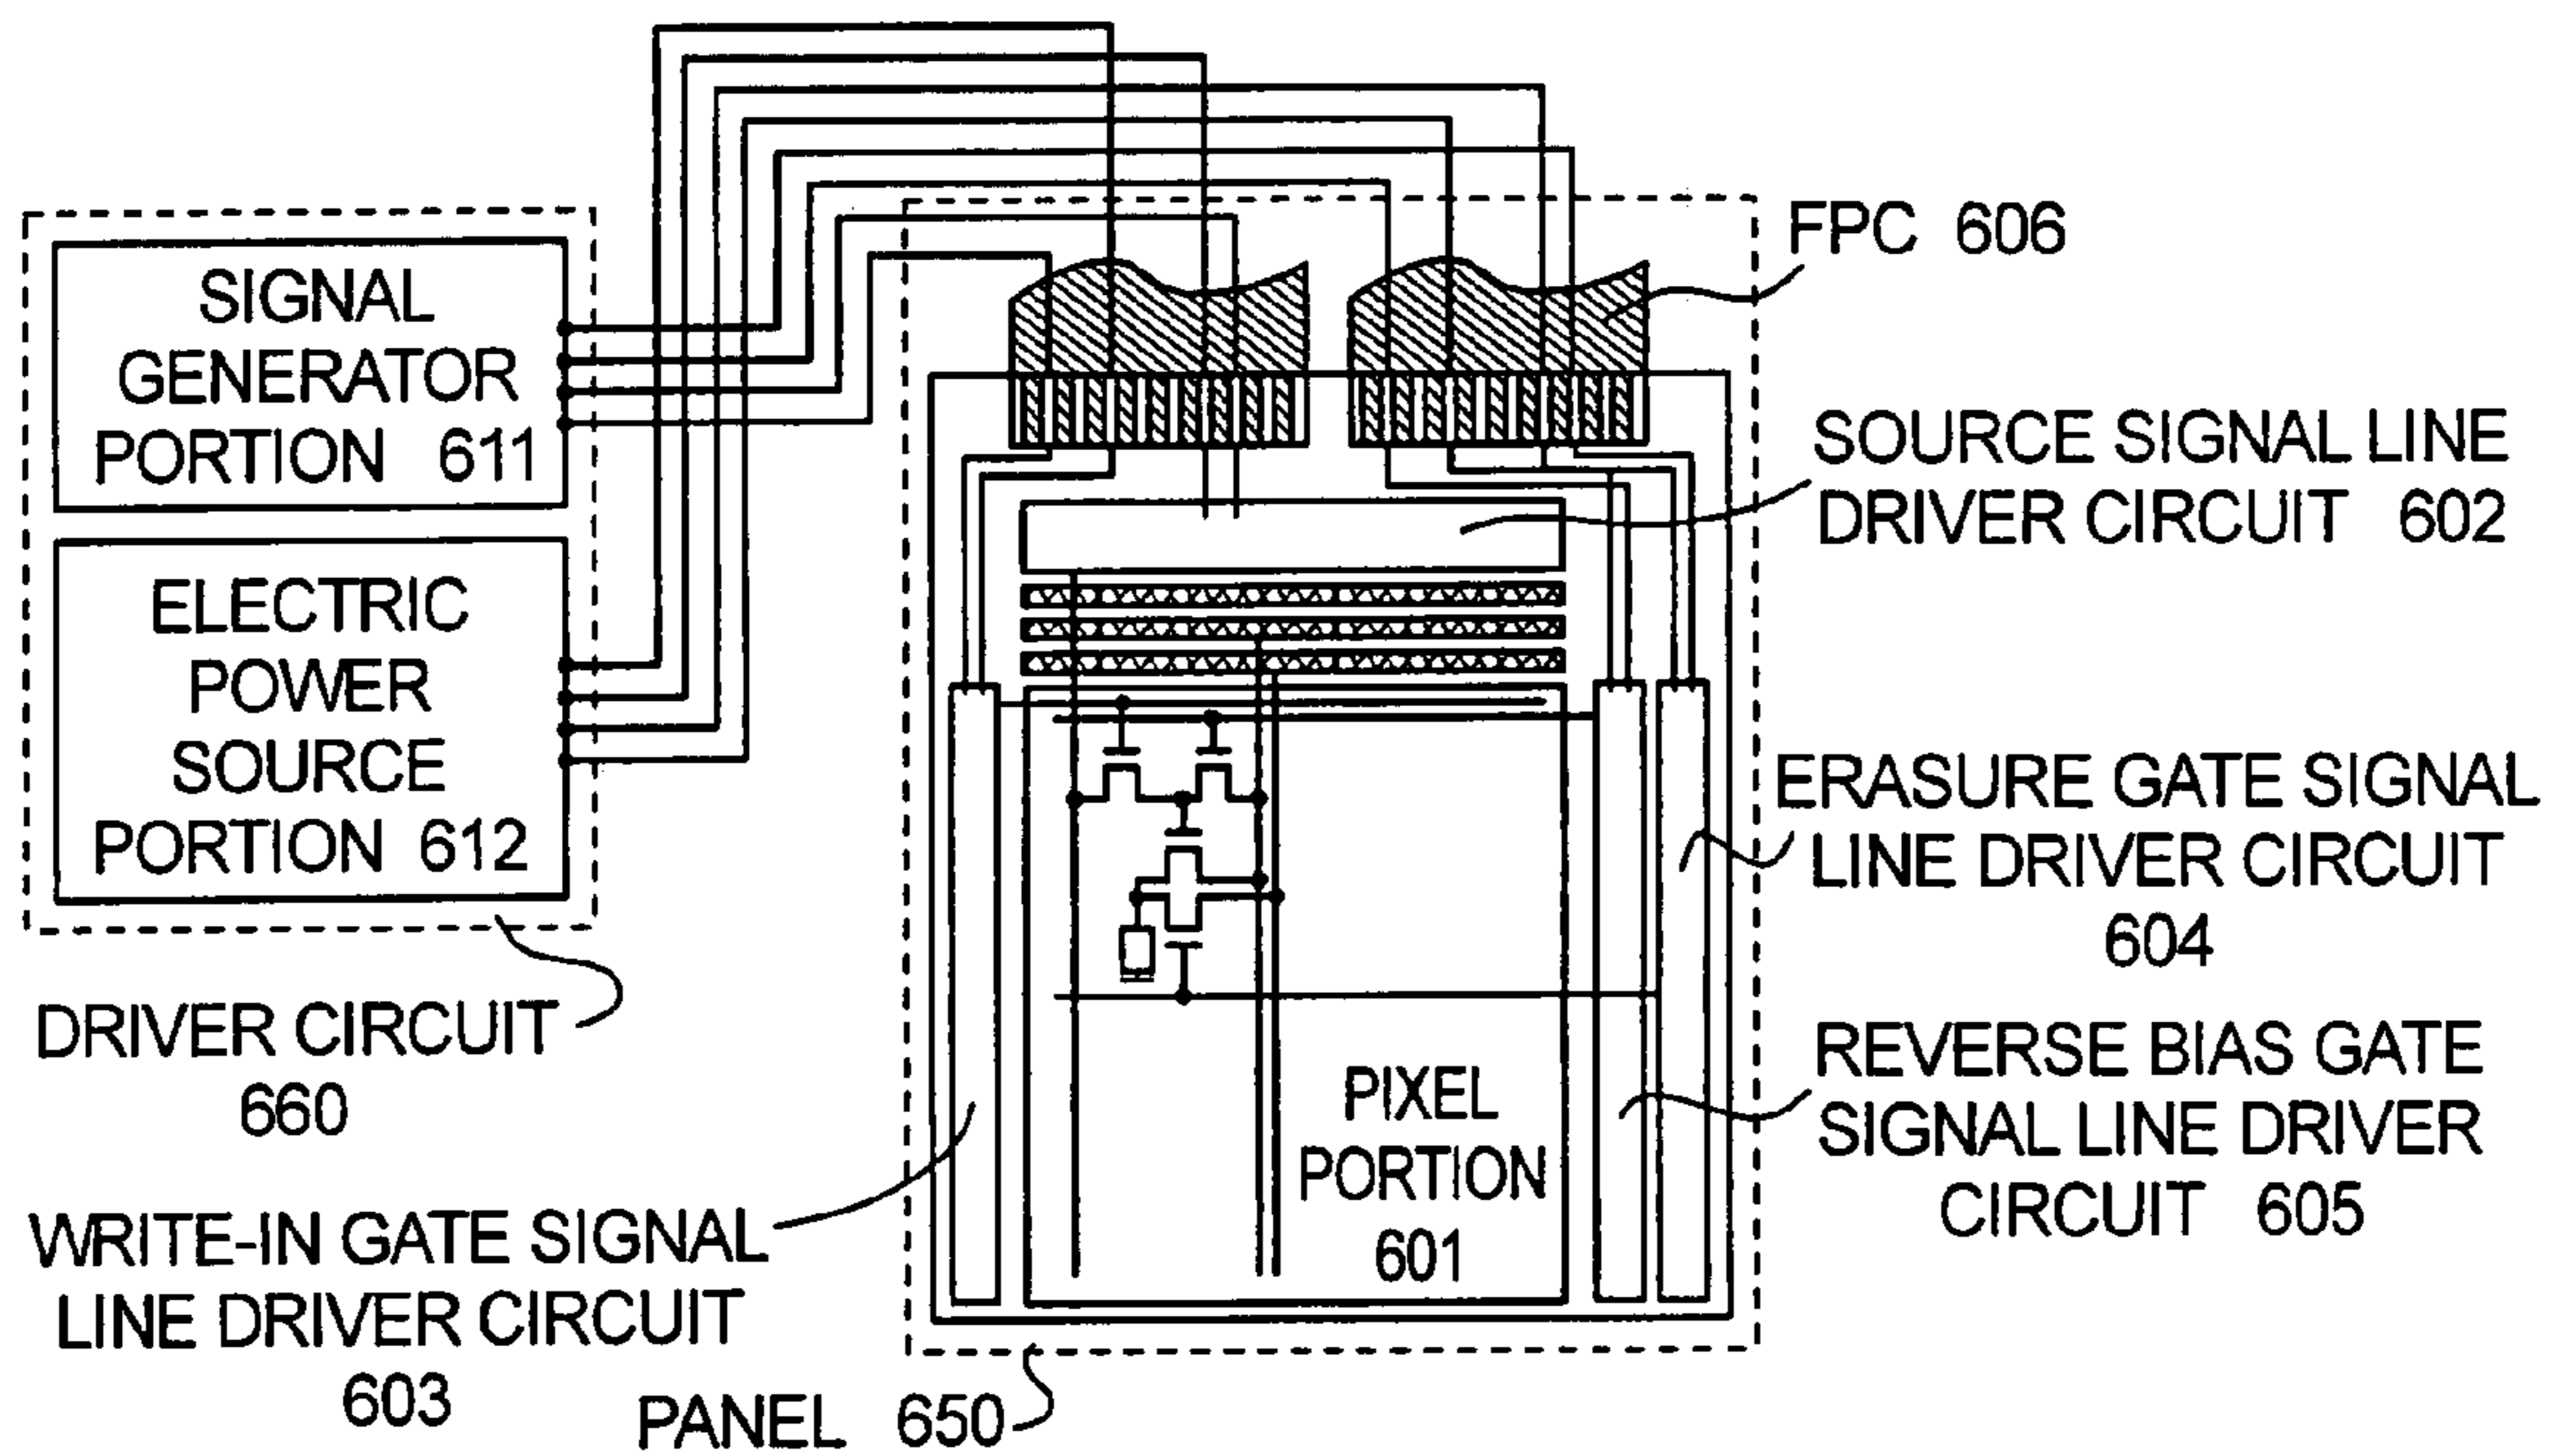 SIGNAL
GENERATOR
PORTION 611
ELECTRIC
POWER
SOURCE
PORTION 612
DRIVER CIRCUIT
660
WRITE-IN GATE SIGNAL
LINE DRIVER CIRCUIT
603
PANEL 650
FPC 606
SOURCE SIGNAL LINE
DRIVER CIRCUIT 602
ERASURE GATE SIGNAL
LINE DRIVER CIRCUIT
604
REVERSE BIAS GATE
SIGNAL LINE DRIVER
CIRCUIT 605
PIXEL
PORTION
601